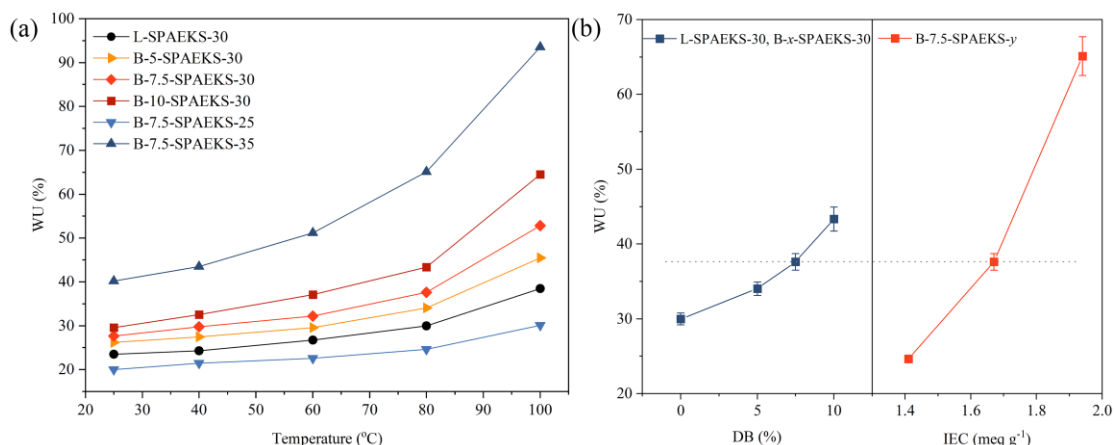 (a)
100
90
80
70
60
50
40
30
20
WU (%)
L-SPAEKS-30
B-5-SPAEKS-30
B-7.5-SPAEKS-30
B-10-SPAEKS-30
B-7.5-SPAEKS-25
B-7.5-SPAEKS-35
20 30 40 50 60 70 80 90 100
Temperature (°C)
(b)
70
60
50
40
30
20
WU (%)
L-SPAEKS-30, B-x-SPAEKS-30
B-7.5-SPAEKS-y
0 5 10
DB (%)
1.4 1.6 1.8 2.0
IEC (meq g⁻¹)